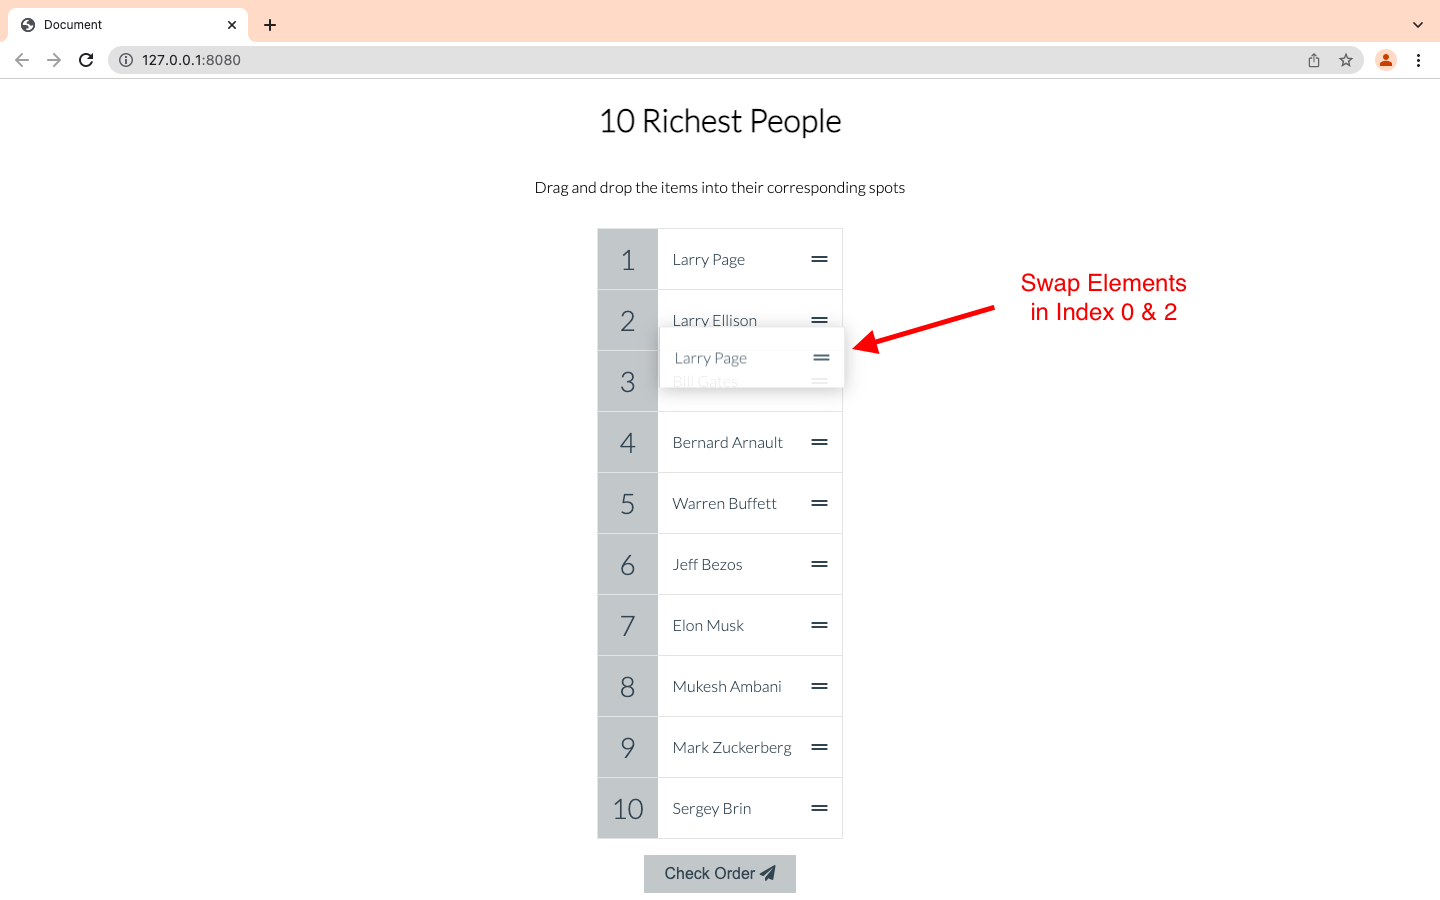 Document
127.0.0.1:8080
10 Richest People
Drag and drop the items into their corresponding spots
1 Larry Page
2 Larry Ellison
Larry Page
3 Bill Gates
4 Bernard Arnault
5 Warren Buffett
6 Jeff Bezos
7 Elon Musk
8 Mukesh Ambani
9 Mark Zuckerberg
10 Sergey Brin
Check Order
Swap Elements
in Index 0 & 2